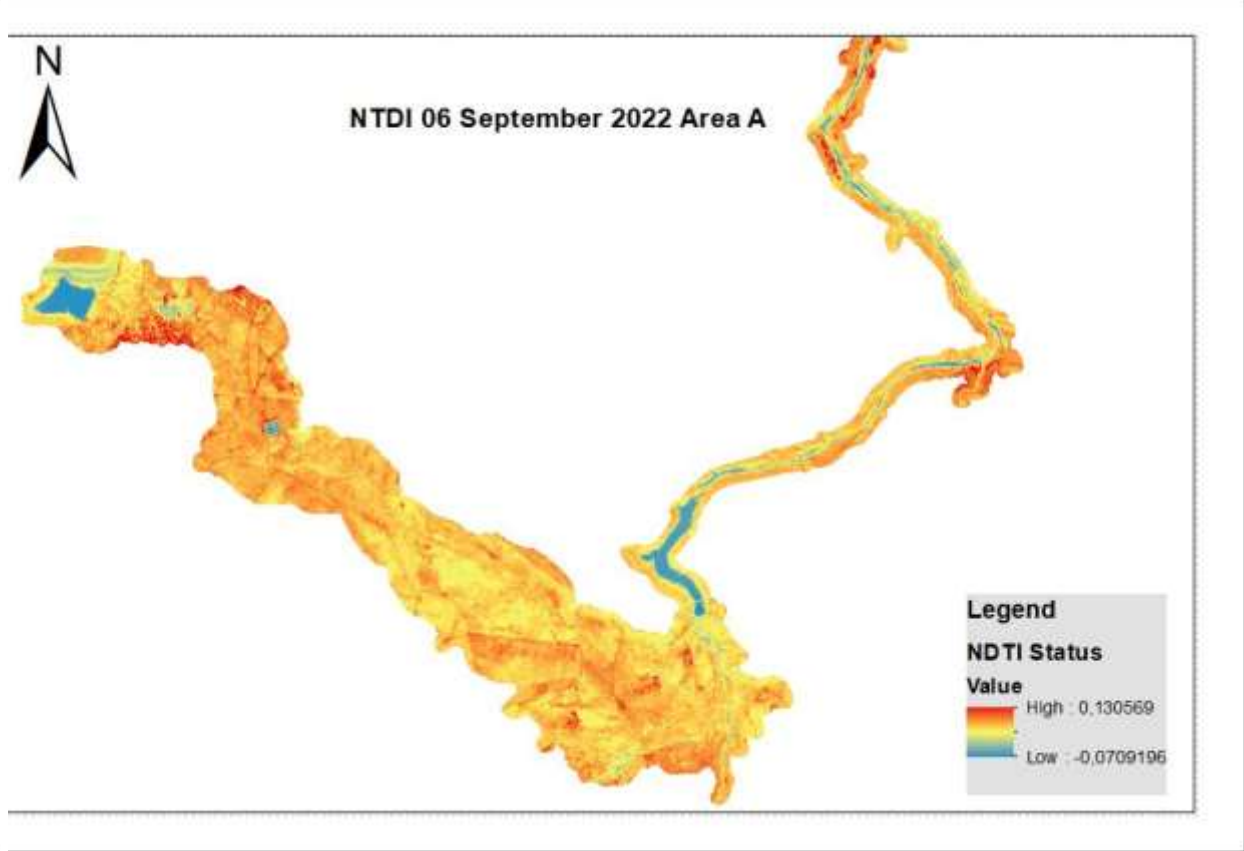 N
NTDI 06 September 2022 Area A
Legend
NDTI Status
Value
High : 0,130569
Low : -0,0709196